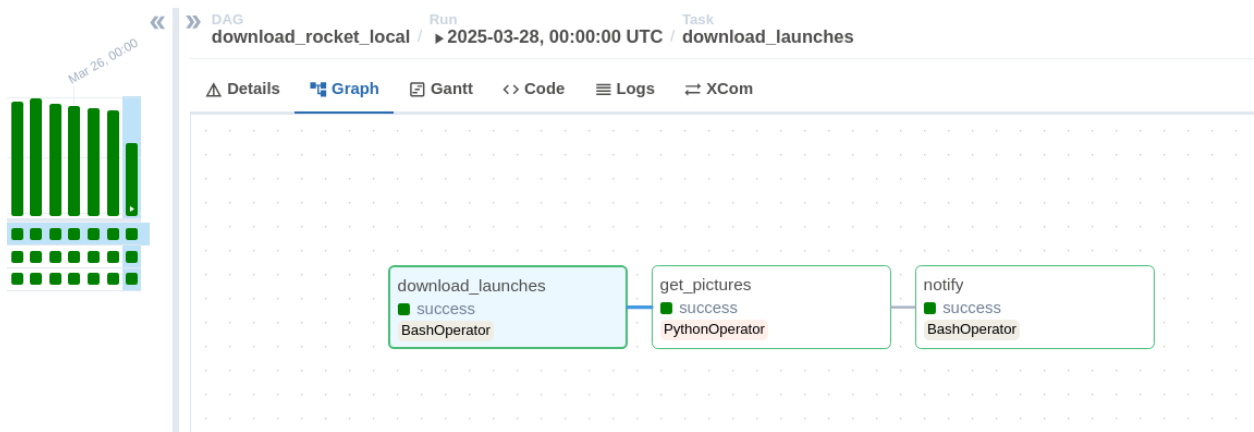 Mar 26, 00:00
« »
DAG Run Task
download_rocket_local / 2025-03-28, 00:00:00 UTC / download_launches
Details Graph Gantt <> Code Logs XCom
download_launches
success
BashOperator
get_pictures
success
PythonOperator
notify
success
BashOperator